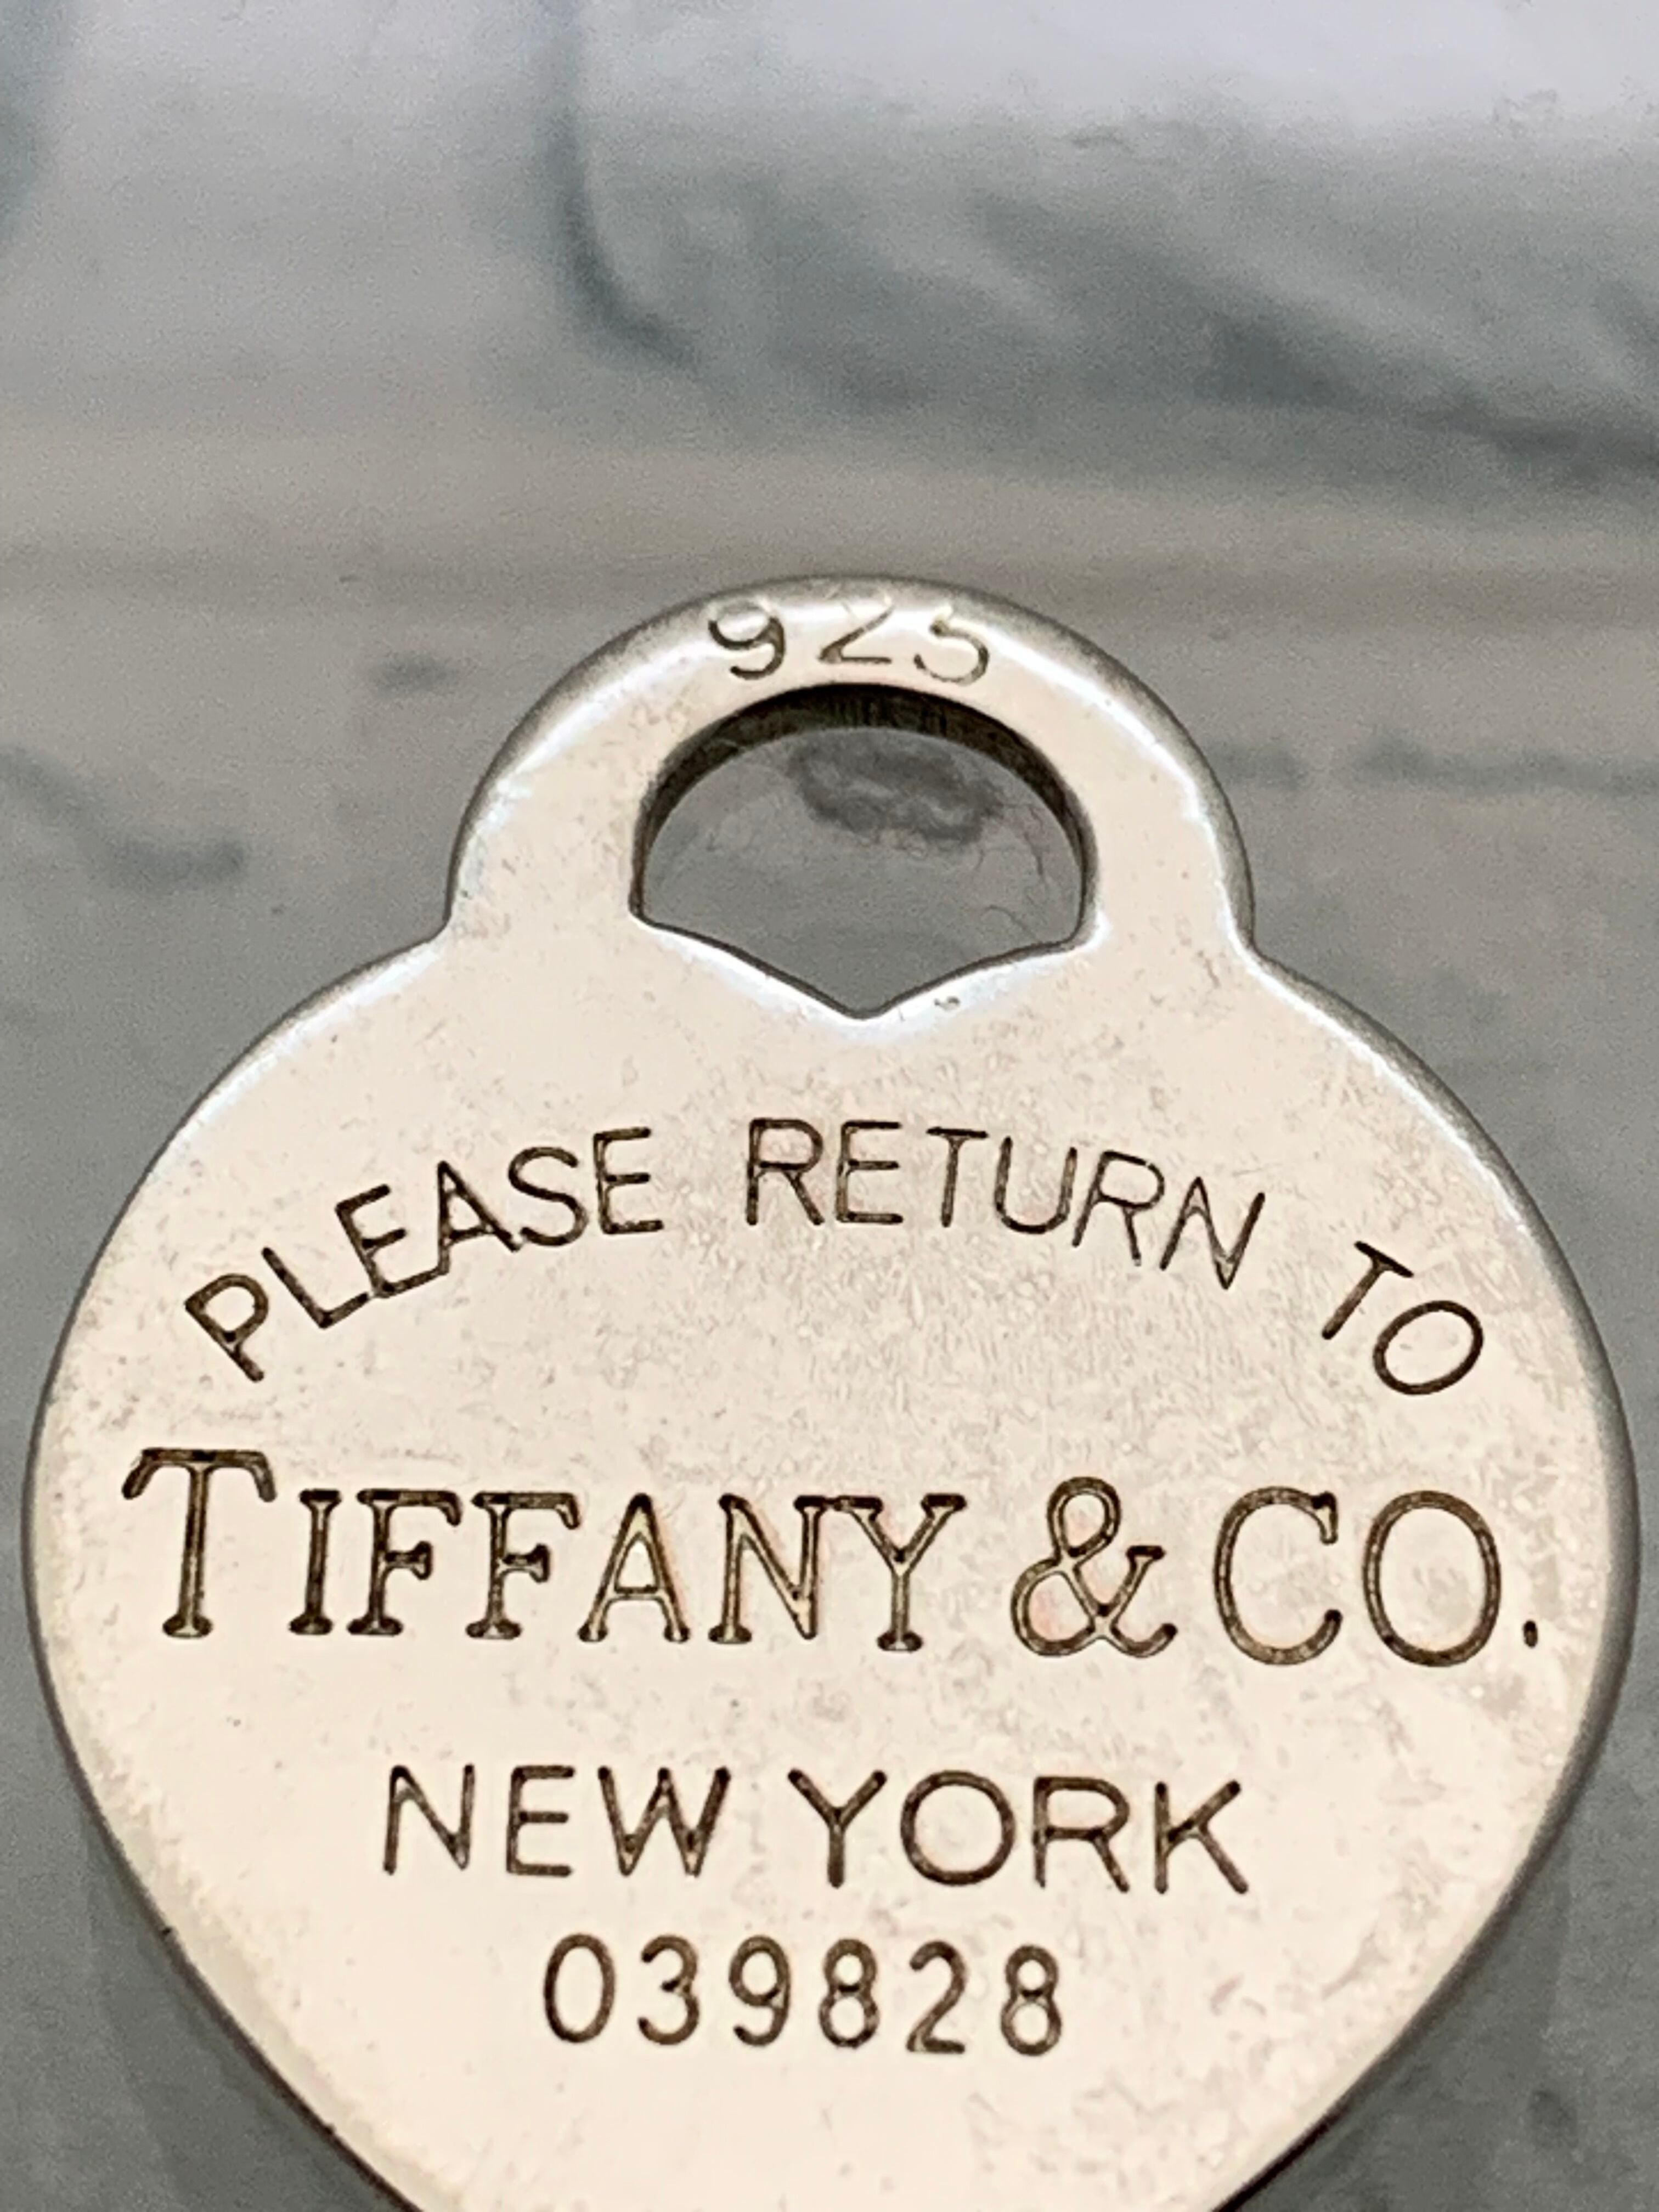 925
PLEASE RETURN TO
TIFFANY & CO.
NEW YORK
039828